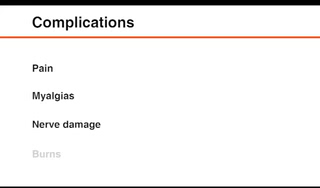 Complications
Pain
Myalgias
Nerve damage
Burns